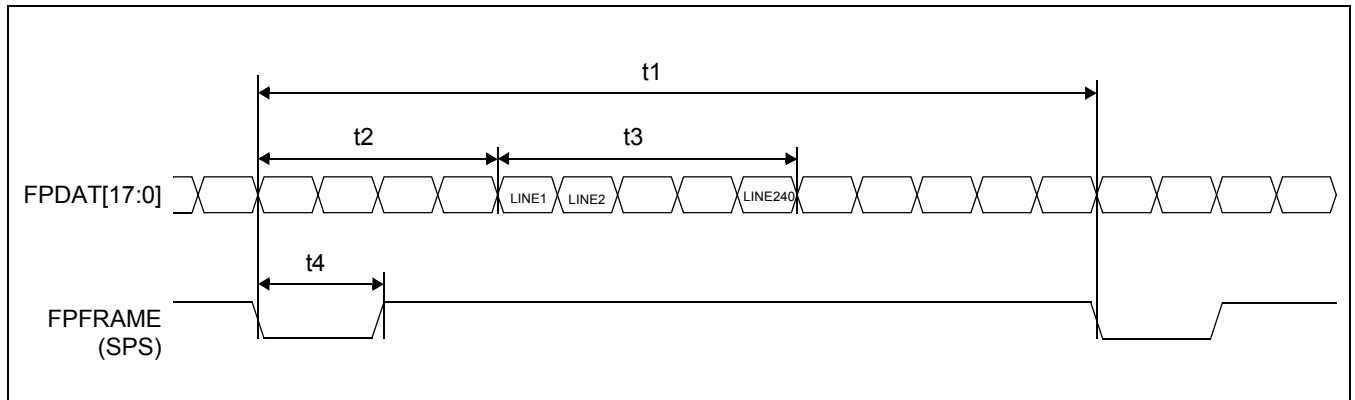 t1
t2
t3
FPDAT[17:0]
LINE1
LINE2
LINE240
t4
FPFRAME
(SPS)